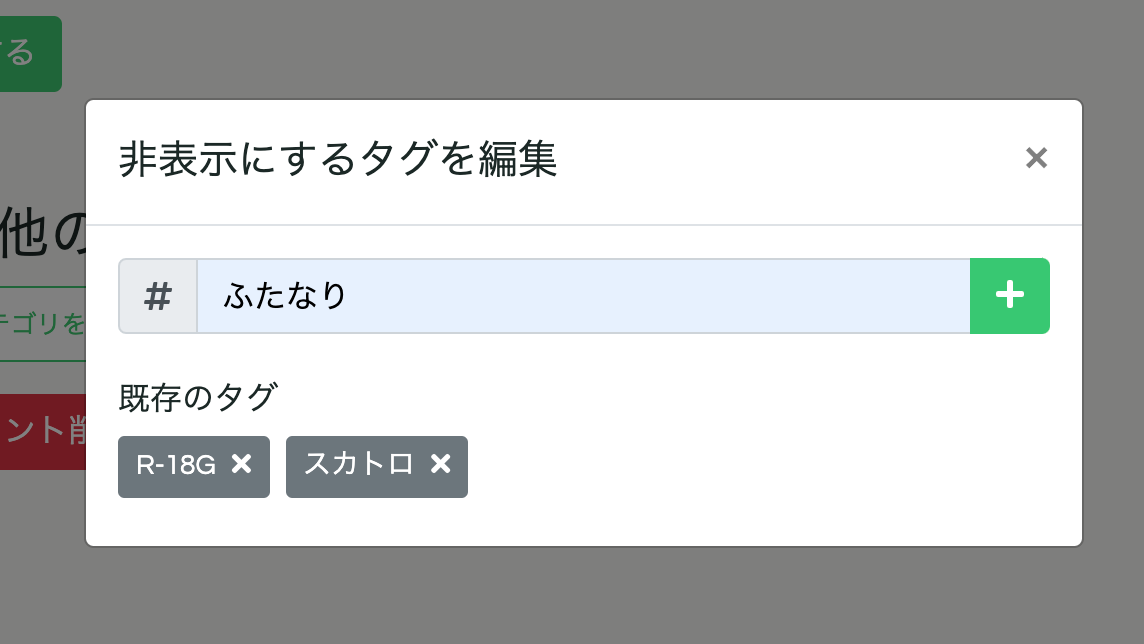 する
非表示にするタグを編集
×
他の
#
ふたなり
+
テゴリを
既存のタグ
ント削
R-18G ×
スカトロ ×